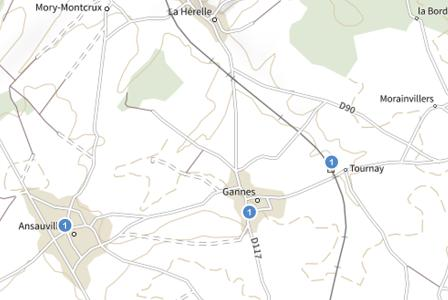 Mory-Montcrux
La Hérelle
la Bord
D90
Morainvillers
1
Tournay
Gannes
1
Ansauvill
1
D117